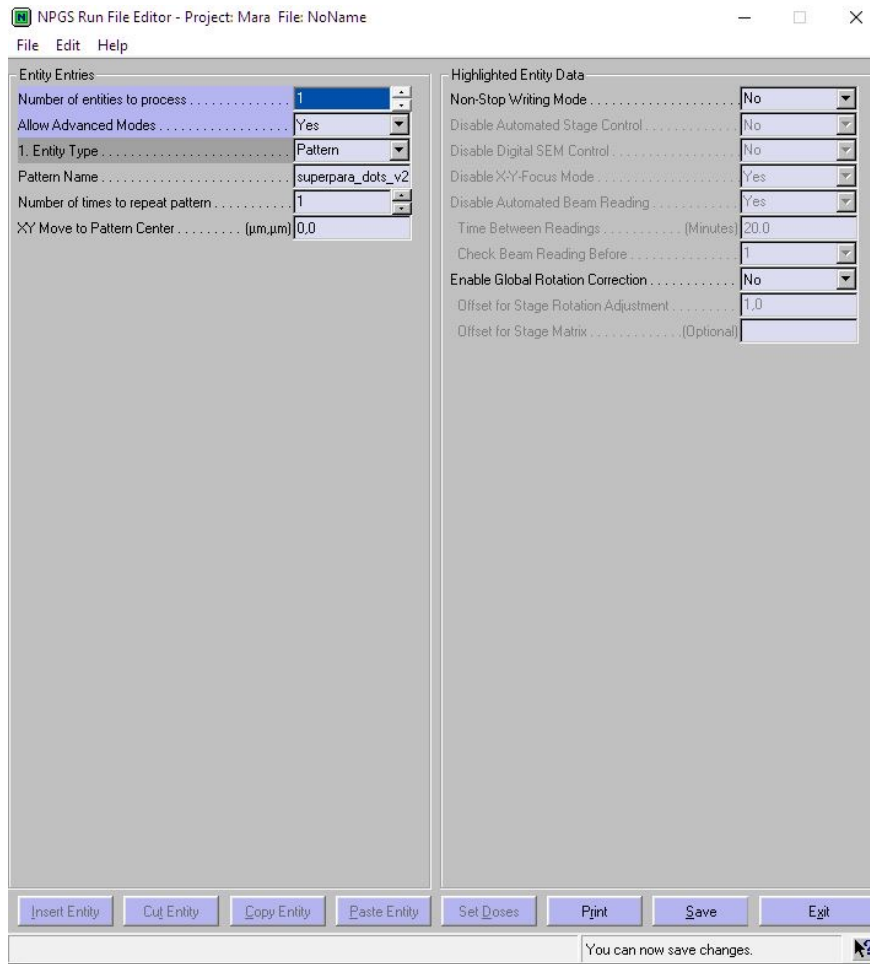 NPGS Run File Editor - Project: Mara File: NoName
File Edit Help
Entity Entries
Number of entities to process . . . . . . . . . . . . . . 1
Allow Advanced Modes . . . . . . . . . . . . . . . . . . Yes
1. Entity Type . . . . . . . . . . . . . . . . . . . . . . . . . . Pattern
Pattern Name . . . . . . . . . . . . . . . . . . . . . . . . . superpara_dots_v2
Number of times to repeat pattern . . . . . . . . . . . 1
XY Move to Pattern Center . . . . . . . . . (µm,µm) 0,0
Highlighted Entity Data
Non-Stop Writing Mode . . . . . . . . . . . . . . . . . . . . . No
Disable Automated Stage Control . . . . . . . . . . . . . No
Disable Digital SEM Control . . . . . . . . . . . . . . . . . . No
Disable X-Y-Focus Mode . . . . . . . . . . . . . . . . . . . . Yes
Disable Automated Beam Reading . . . . . . . . . . . . Yes
Time Between Readings . . . . . . . . . . (Minutes) 20.0
Check Beam Reading Before . . . . . . . . . . . . . . . 1
Enable Global Rotation Correction . . . . . . . . . . . . No
Offset for Stage Rotation Adjustment . . . . . . . . . 1,0
Offset for Stage Matrix . . . . . . . . . . . . . (Optional)
Insert Entity Cut Entity Copy Entity Paste Entity Set Doses Print Save Exit
You can now save changes.